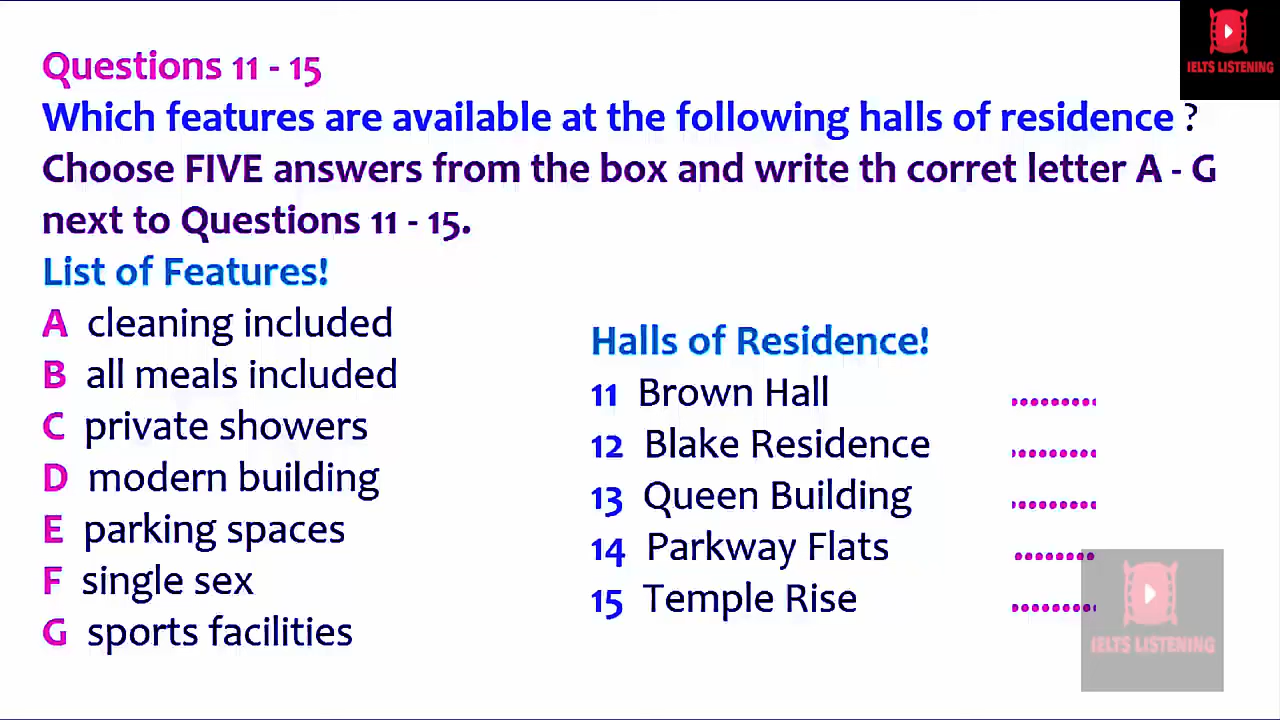 IELTS LISTENING
Questions 11 - 15
Which features are available at the following halls of residence ?
Choose FIVE answers from the box and write th corret letter A - G
next to Questions 11 - 15.
List of Features!
A cleaning included
B all meals included
C private showers
D modern building
E parking spaces
F single sex
G sports facilities
Halls of Residence!
11 Brown Hall .........
12 Blake Residence .........
13 Queen Building .........
14 Parkway Flats .........
15 Temple Rise .........
IELTS LISTENING